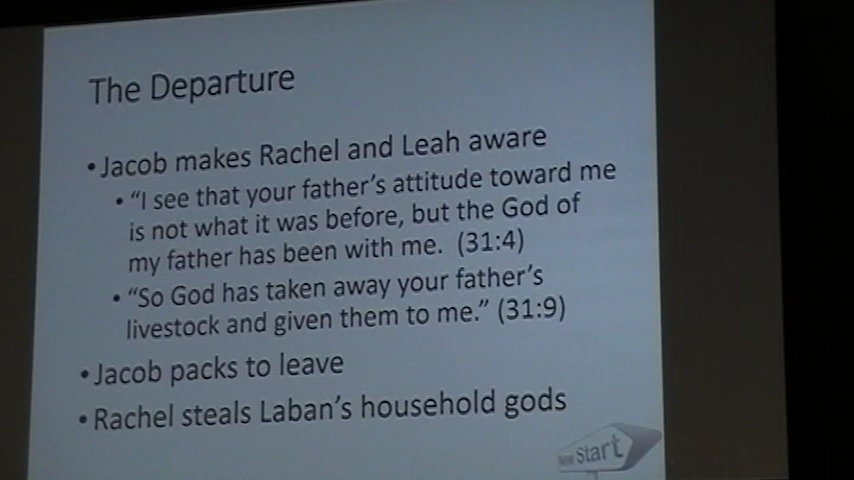 The Departure
•Jacob makes Rachel and Leah aware
• “I see that your father’s attitude toward me
is not what it was before, but the God of
my father has been with me. (31:4)
• “So God has taken away your father’s
livestock and given them to me.” (31:9)
•Jacob packs to leave
•Rachel steals Laban’s household gods
New Start